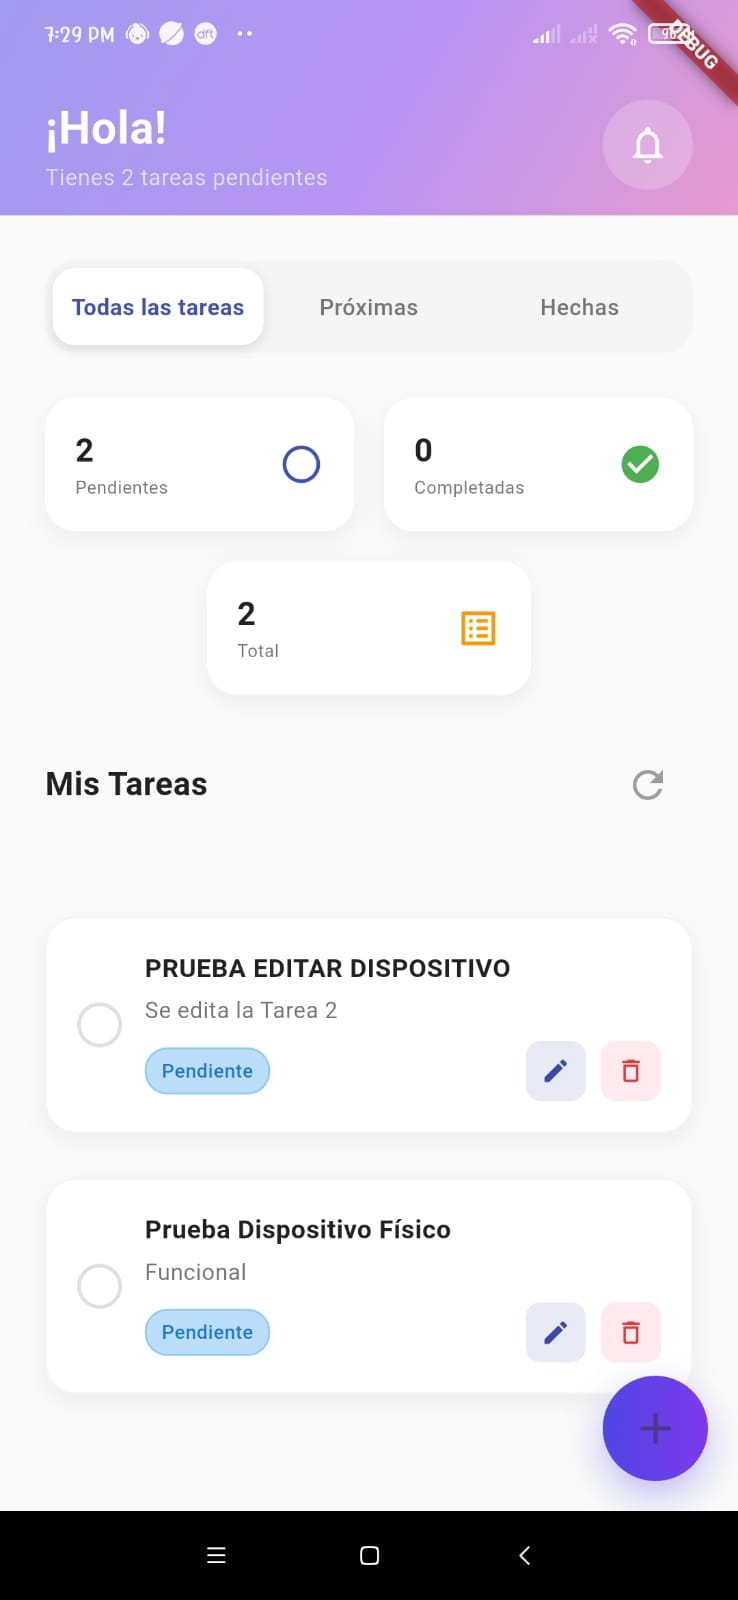 7:29 PM
dft
DEBUG
¡Hola!
Tienes 2 tareas pendientes
Todas las tareas
Próximas
Hechas
2
Pendientes
0
Completadas
2
Total
Mis Tareas
PRUEBA EDITAR DISPOSITIVO
Se edita la Tarea 2
Pendiente
Prueba Dispositivo Físico
Funcional
Pendiente